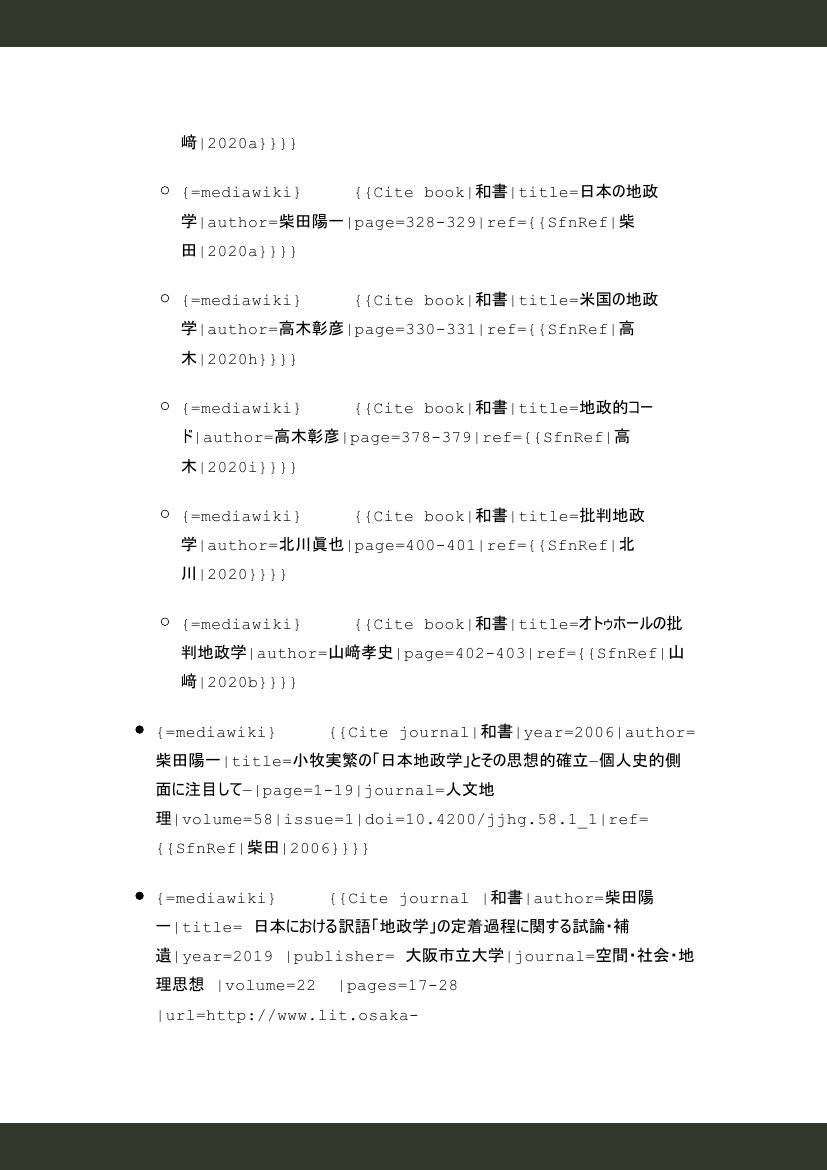 﨑|2020a}}}}
{=mediawiki} {{Cite book|和書|title=日本の地政
学|author=柴田陽一|page=328-329|ref={{SfnRef|柴
田|2020a}}}}
{=mediawiki} {{Cite book|和書|title=米国の地政
学|author=高木彰彦|page=330-331|ref={{SfnRef|高
木|2020h}}}}
{=mediawiki} {{Cite book|和書|title=地政的コー
ド|author=高木彰彦|page=378-379|ref={{SfnRef|高
木|2020i}}}}
{=mediawiki} {{Cite book|和書|title=批判地政
学|author=北川眞也|page=400-401|ref={{SfnRef|北
川|2020}}}}
{=mediawiki} {{Cite book|和書|title=オトゥホールの批
判地政学|author=山﨑孝史|page=402-403|ref={{SfnRef|山
﨑|2020b}}}}
{=mediawiki} {{Cite journal|和書|year=2006|author=
柴田陽一|title=小牧実繁の「日本地政学」とその思想的確立—個人史的側
面に注目して—|page=1-19|journal=人文地
理|volume=58|issue=1|doi=10.4200/jjhg.58.1_1|ref=
{{SfnRef|柴田|2006}}}}
{=mediawiki} {{Cite journal |和書|author=柴田陽
一|title= 日本における訳語「地政学」の定着過程に関する試論・補
遺|year=2019 |publisher= 大阪市立大学|journal=空間・社会・地
理思想 |volume=22 |pages=17-28
|url=http://www.lit.osaka-